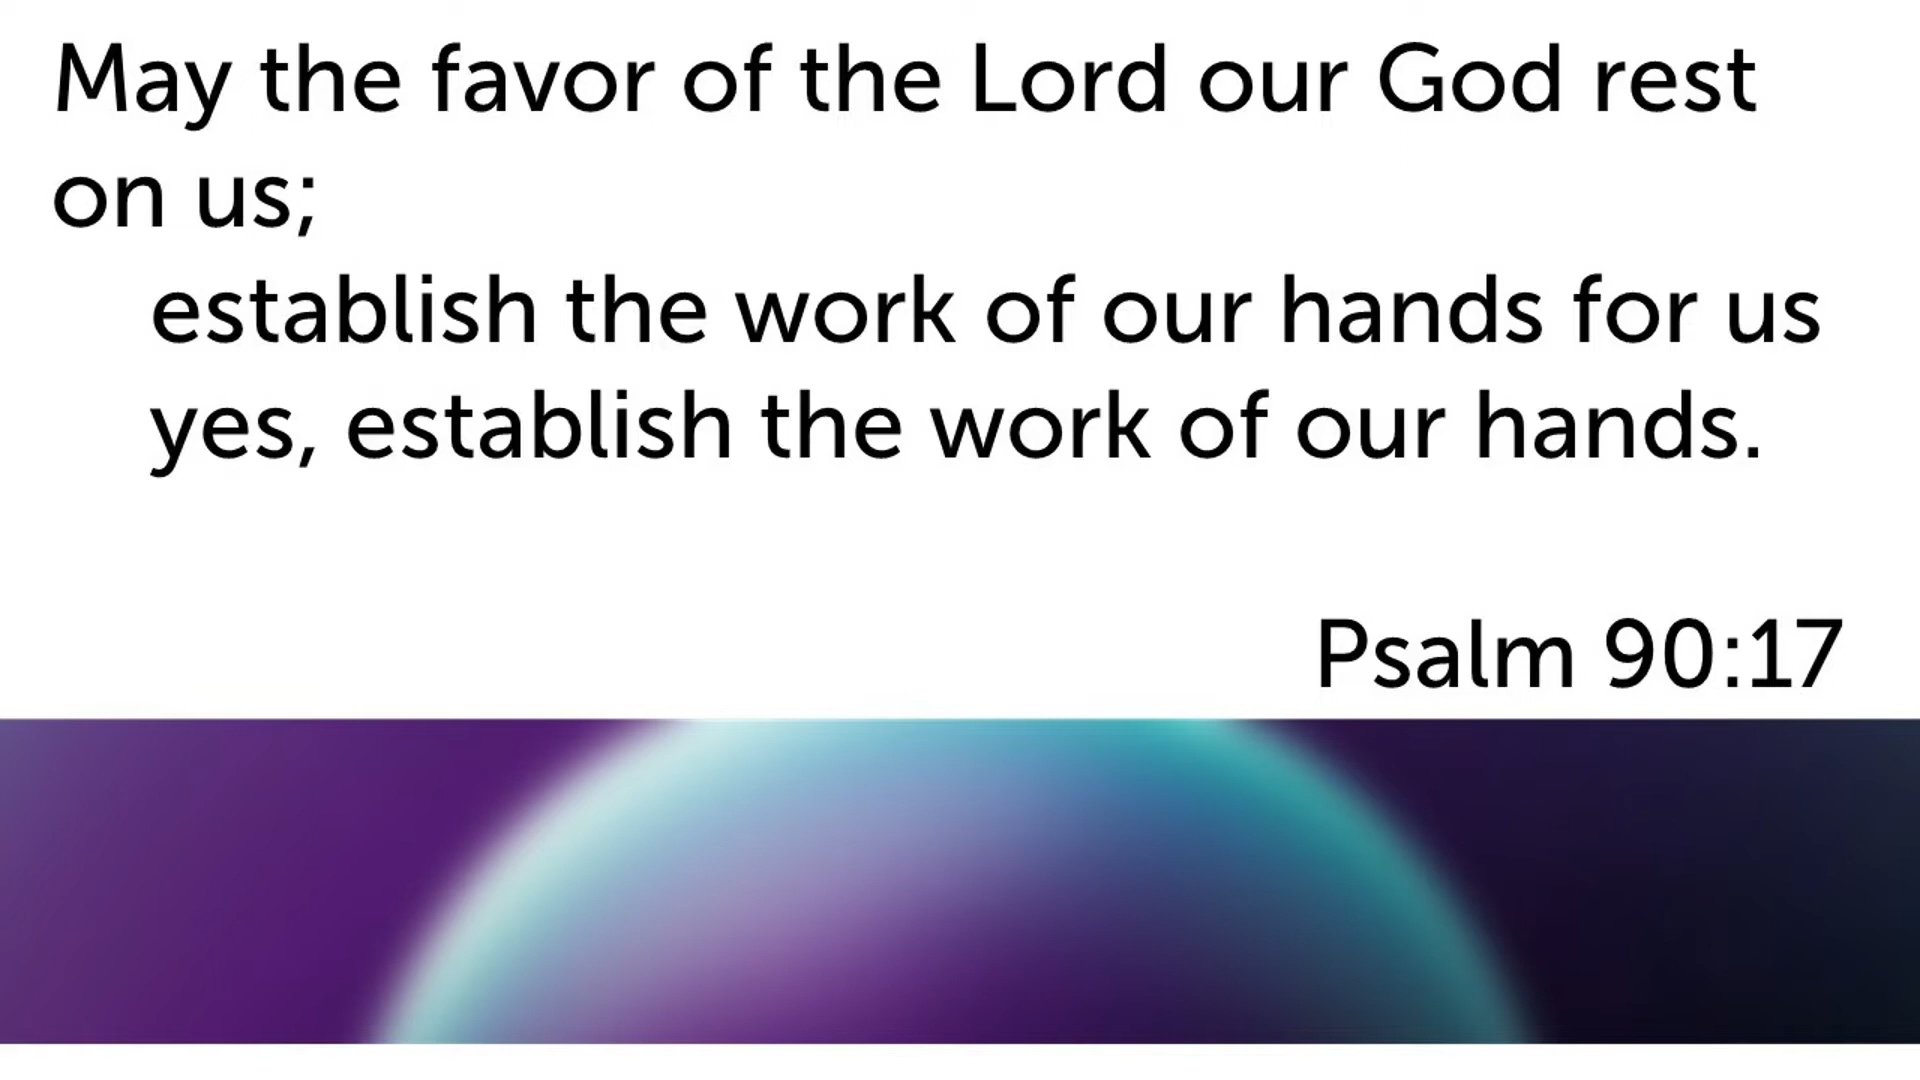 May the favor of the Lord our God rest
on us;
establish the work of our hands for us
yes, establish the work of our hands.
Psalm 90:17